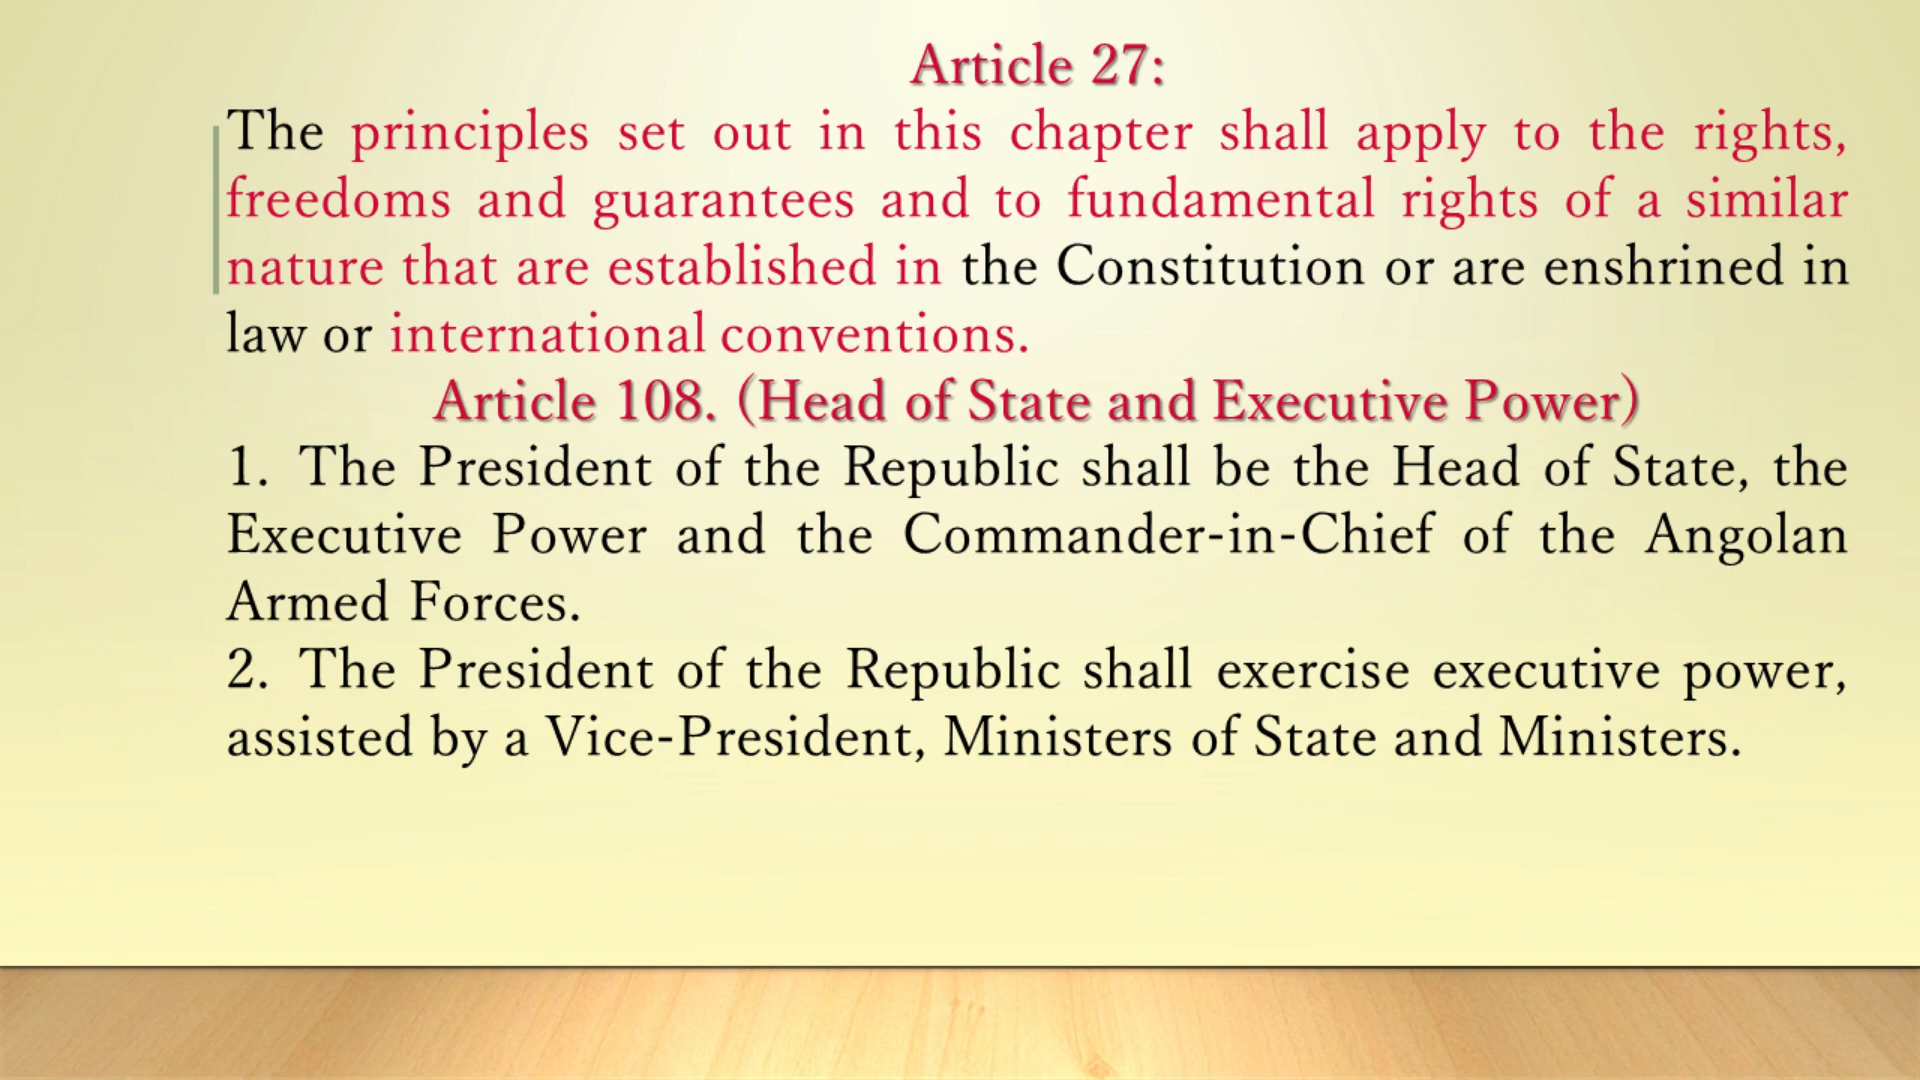 Article 27:
The principles set out in this chapter shall apply to the rights,
freedoms and guarantees and to fundamental rights of a similar
nature that are established in the Constitution or are enshrined in
law or international conventions.
Article 108. (Head of State and Executive Power)
1. The President of the Republic shall be the Head of State, the
Executive Power and the Commander-in-Chief of the Angolan
Armed Forces.
2. The President of the Republic shall exercise executive power,
assisted by a Vice-President, Ministers of State and Ministers.